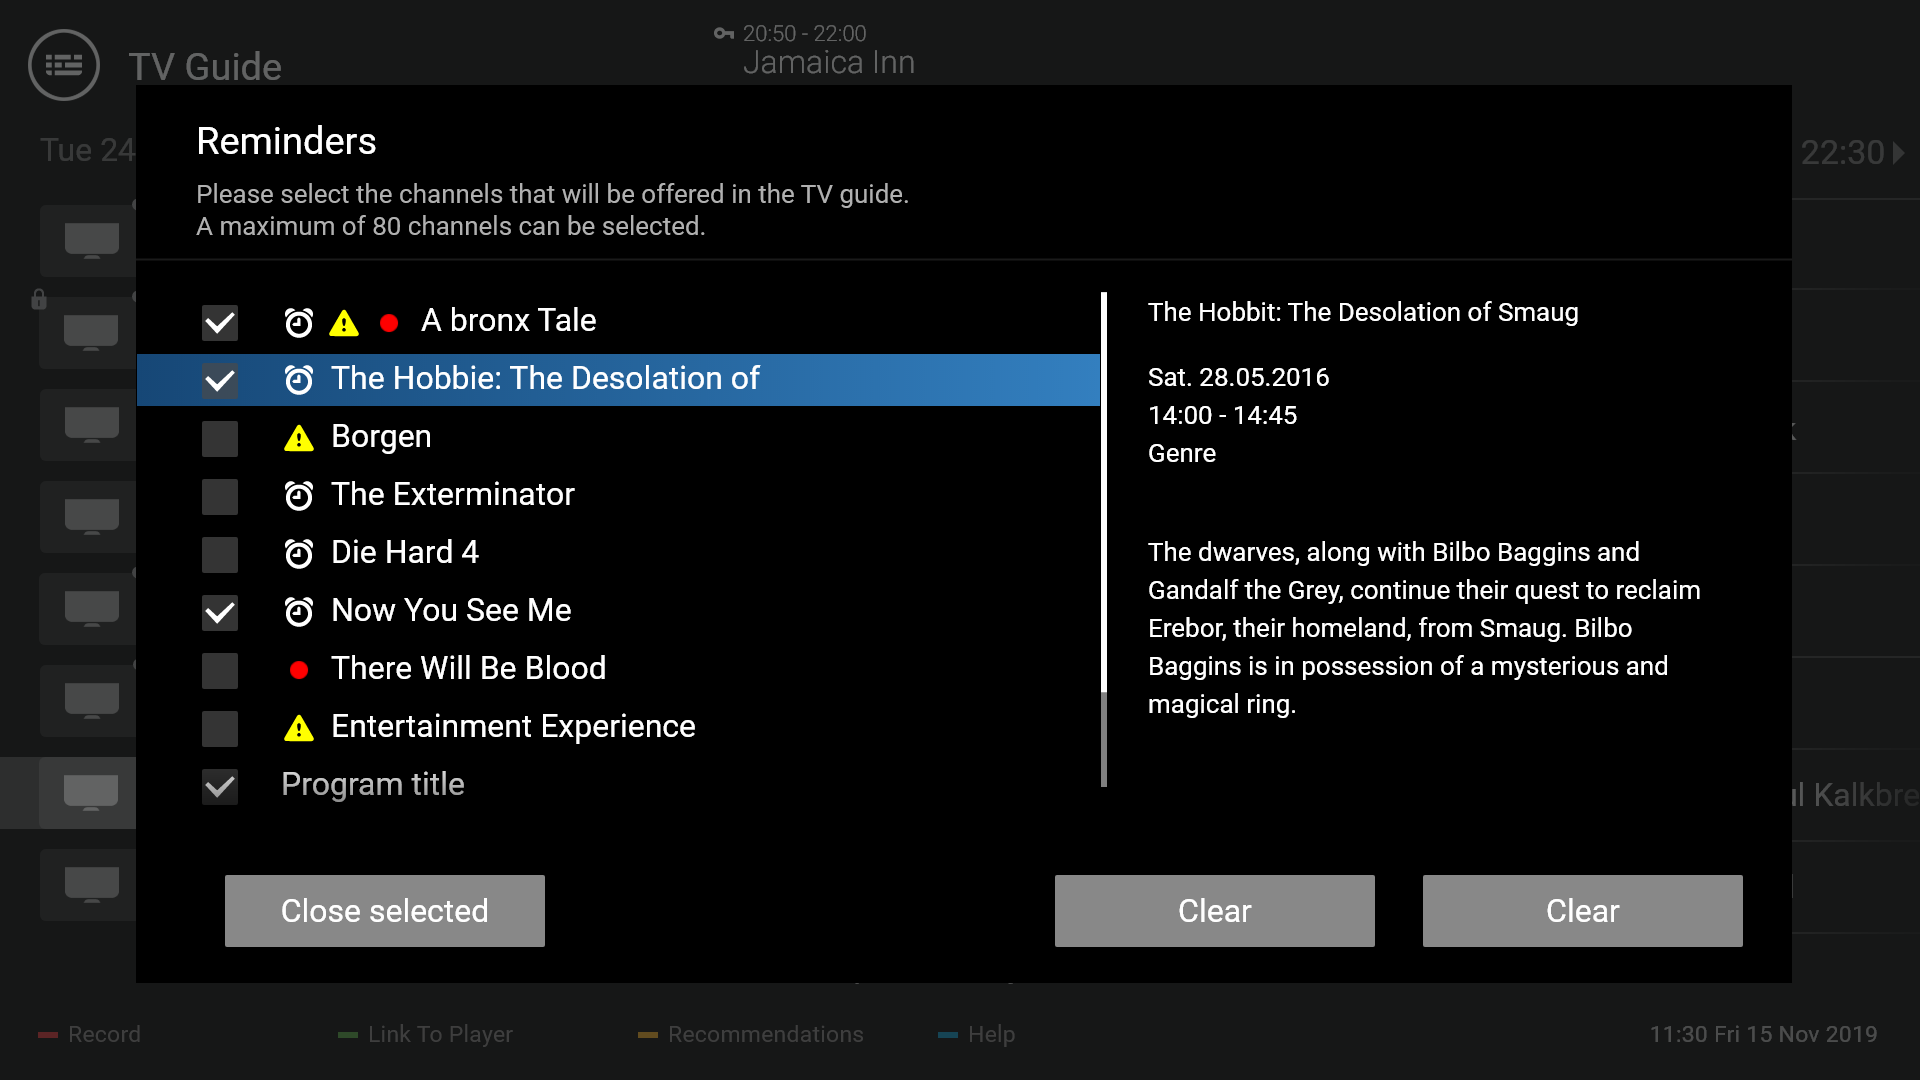 20:50 - 22:00
TV Guide
Jamaica Inn
Tue 24
22:30
Reminders
Please select the channels that will be offered in the TV guide.
A maximum of 80 channels can be selected.
A bronx Tale
The Hobbie: The Desolation of
Borgen
The Exterminator
Die Hard 4
Now You See Me
There Will Be Blood
Entertainment Experience
Program title
The Hobbit: The Desolation of Smaug
Sat. 28.05.2016
14:00 - 14:45
Genre
The dwarves, along with Bilbo Baggins and
Gandalf the Grey, continue their quest to reclaim
Erebor, their homeland, from Smaug. Bilbo
Baggins is in possession of a mysterious and
magical ring.
Kalkbre
Close selected
Clear
Clear
Record
Link To Player
Recommendations
Help
11:30 Fri 15 Nov 2019